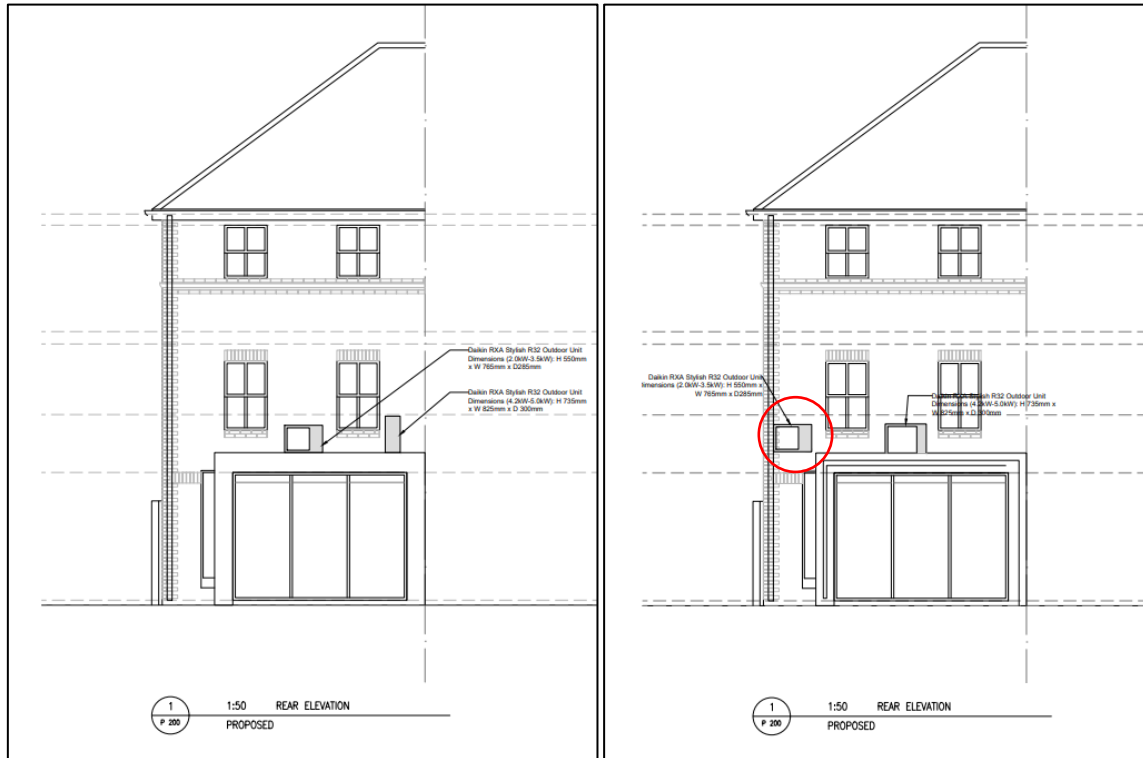 Daikin RXA Stylish R32 Outdoor Unit
Dimensions (2.0kW-3.5kW): H 550mm
x W 765mm x D285mm
Daikin RXA Stylish R32 Outdoor Unit
Dimensions (4.2kW-5.0kW): H 735mm
x W 825mm x D 300mm
1
P 200
1:50 REAR ELEVATION
PROPOSED
Daikin RXA Stylish R32 Outdoor Unit
imensions (2.0kW-3.5kW): H 550mm x
W 765mm x D285mm
Daikin RXA Stylish R32 Outdoor Unit
Dimensions (4.2kW-5.0kW): H 735mm x
W 825mm x D 300mm
1
P 200
1:50 REAR ELEVATION
PROPOSED